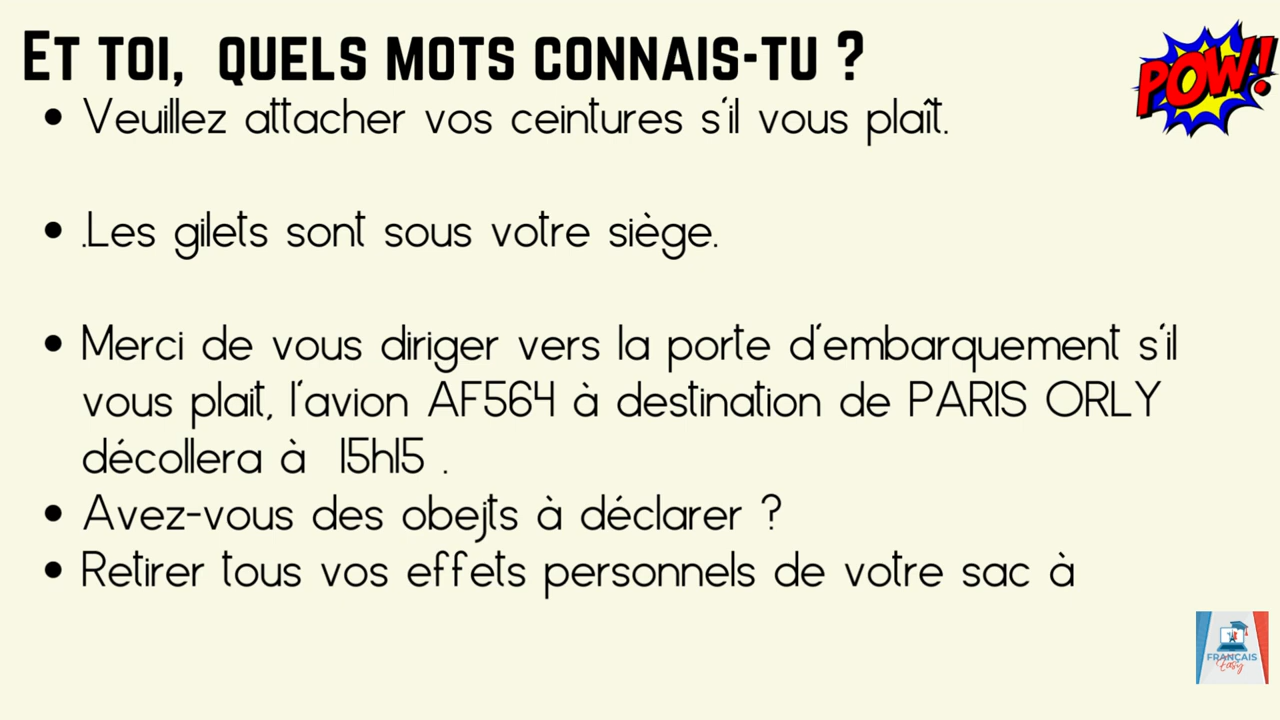 ET TOI, QUELS MOTS CONNAIS-TU ?
POW!
• Veuillez attacher vos ceintures s'il vous plaît.
• .Les gilets sont sous votre siège.
• Merci de vous diriger vers la porte d'embarquement s'il
vous plait, l'avion AF564 à destination de PARIS ORLY
décollera à 15h15 .
• Avez-vous des obejts à déclarer ?
• Retirer tous vos effets personnels de votre sac à
FRANÇAIS
Easy